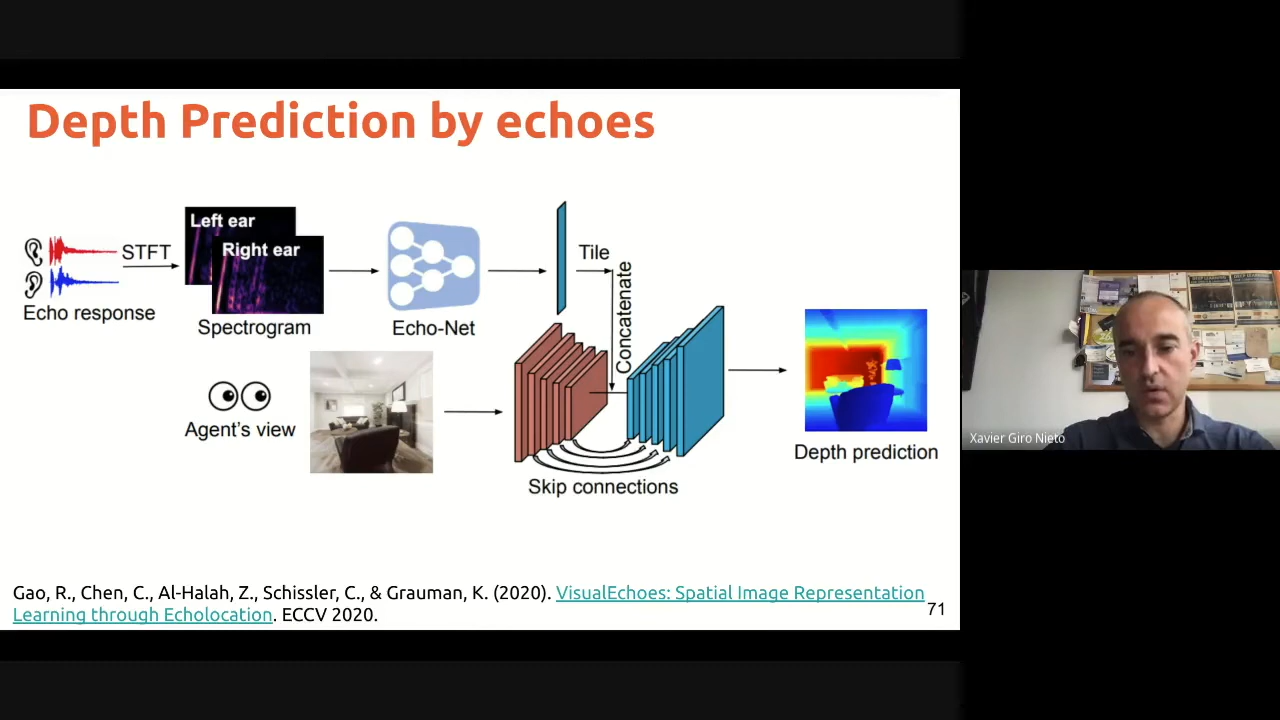 Depth Prediction by echoes
Left ear
Right ear
STFT
Echo response
Spectrogram
Echo-Net
Tile
Concatenate
Agent's view
Skip connections
Depth prediction
Gao, R., Chen, C., Al-Halah, Z., Schissler, C., & Grauman, K. (2020). VisualEchoes: Spatial Image Representation
Learning through Echolocation. ECCV 2020.
71
Xavier Giro Nieto